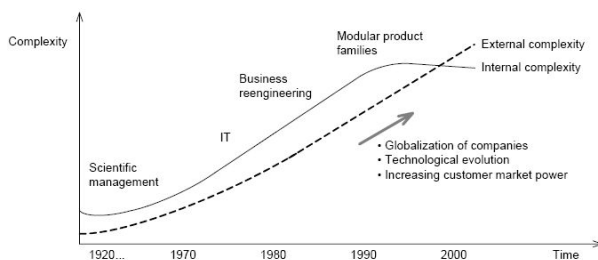 Complexity
Modular product
families
External complexity
Internal complexity
Business
reengineering
IT
Scientific
management
• Globalization of companies
• Technological evolution
• Increasing customer market power
1920... 1970 1980 1990 2000 Time